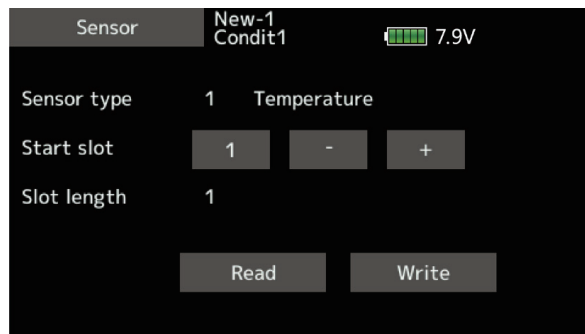 Sensor
New-1
Condit1
7.9V
Sensor type 1 Temperature
Start slot 1 - +
Slot length 1
Read Write